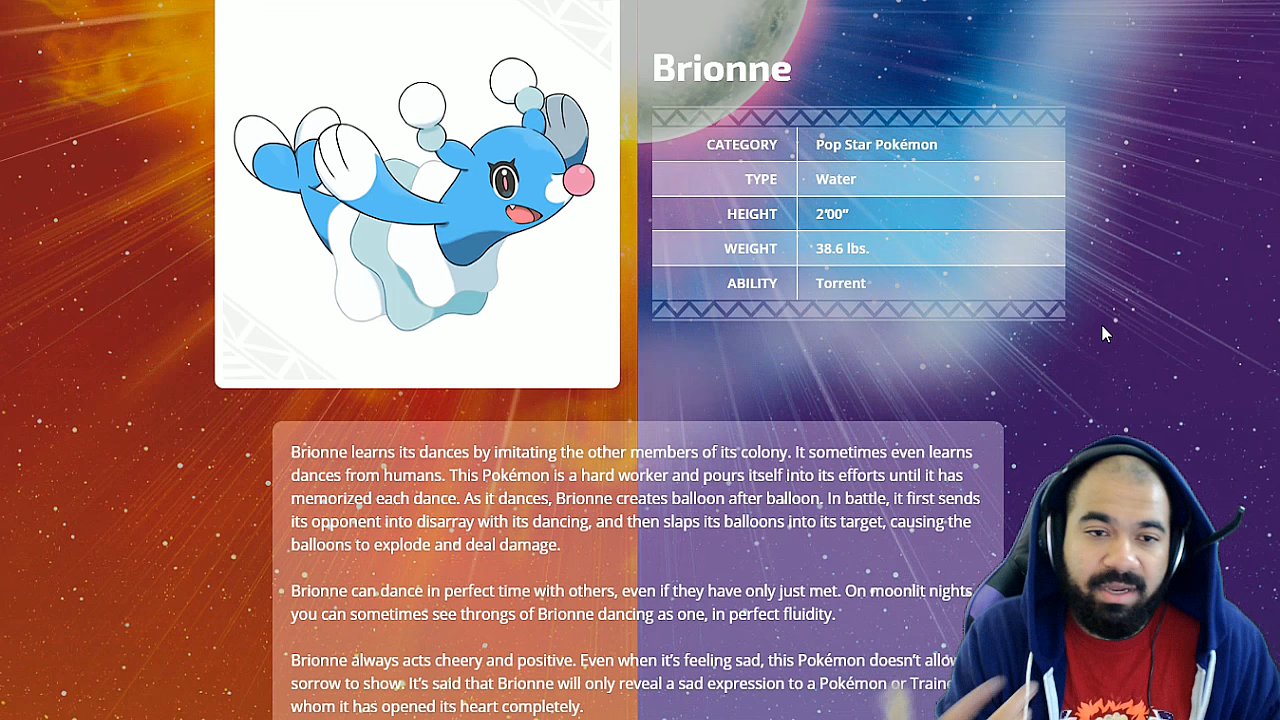 Brionne
CATEGORY Pop Star Pokémon
TYPE Water
HEIGHT 2'00"
WEIGHT 38.6 lbs.
ABILITY Torrent
Brionne learns its dances by imitating the other members of its colony. It sometimes even learns
dances from humans. This Pokémon is a hard worker and pours itself into its efforts until it has
memorized each dance. As it dances, Brionne creates balloon after balloon. In battle, it first sends
its opponent into disarray with its dancing, and then slaps its balloons into its target, causing the
balloons to explode and deal damage.
Brionne can dance in perfect time with others, even if they have only just met. On moonlit nights
you can sometimes see throngs of Brionne dancing as one, in perfect fluidity.
Brionne always acts cheery and positive. Even when it's feeling sad, this Pokémon doesn't
sorrow to show. It's said that Brionne will only reveal a sad expression to a Pokémon or
whom it has opened its heart completely.